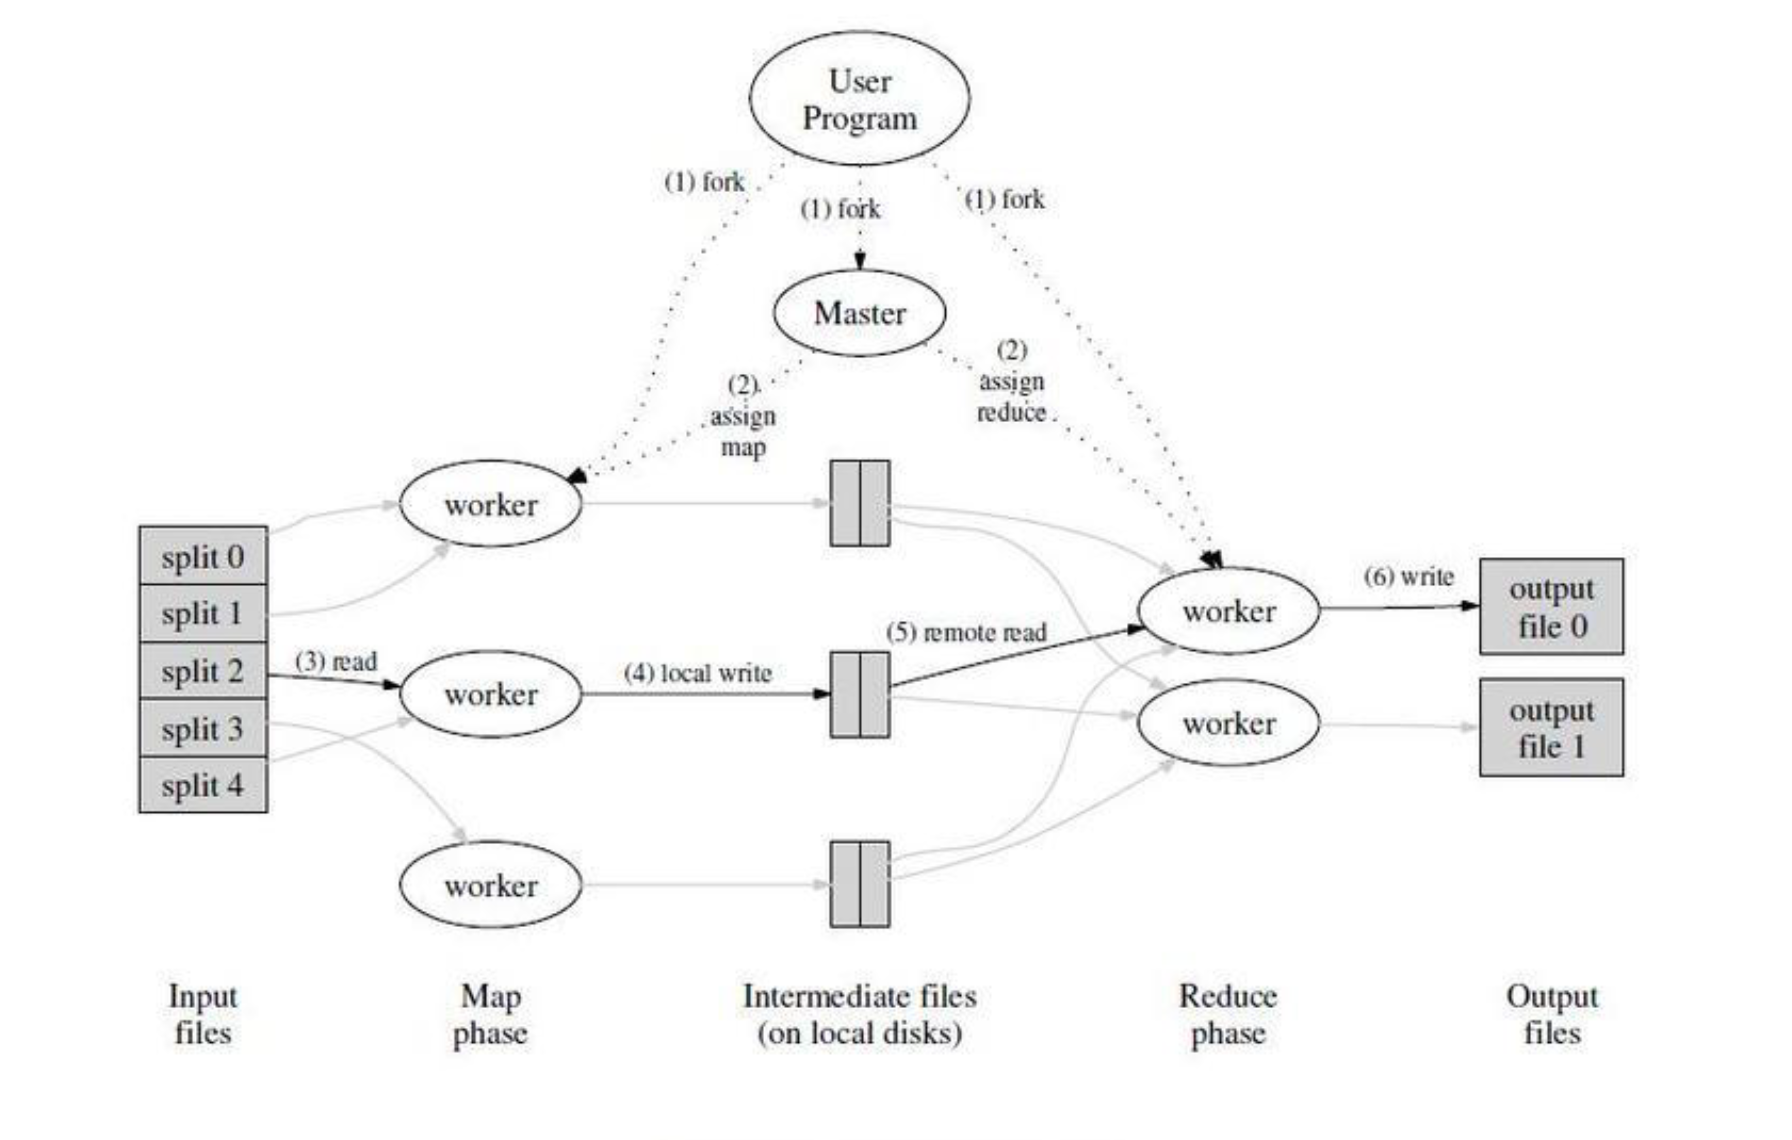 User
Program
(1) fork
(1) fork
(1) fork
Master
(2)
assign
map
(2)
assign
reduce
split 0
split 1
split 2
split 3
split 4
(3) read
worker
worker
worker
(4) local write
(5) remote read
worker
worker
(6) write
output
file 0
output
file 1
Input
files
Map
phase
Intermediate files
(on local disks)
Reduce
phase
Output
files